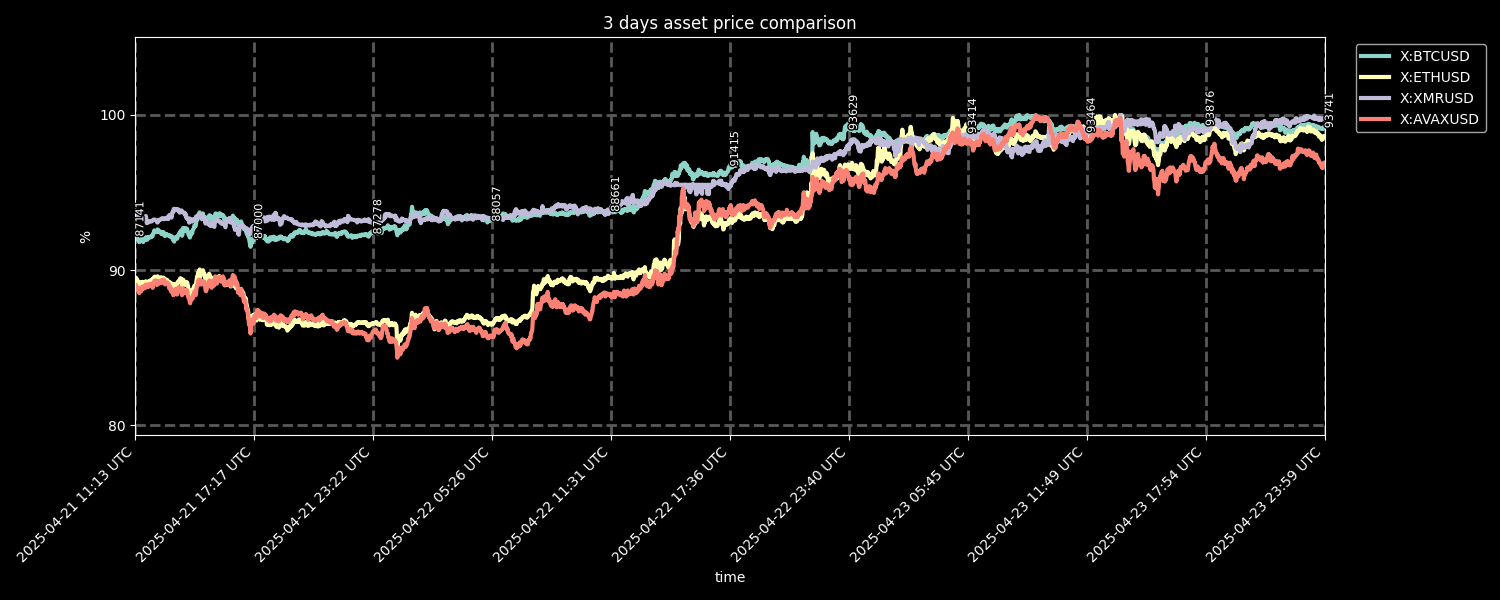 3 days asset price comparison
X:BTCUSD
X:ETHUSD
X:XMRUSD
X:AVAXUSD
%
100
90
80
87141
87000
87278
88057
88661
91415
93629
93414
93464
93876
93741
2025-04-21 11:13 UTC
2025-04-21 17:17 UTC
2025-04-21 23:22 UTC
2025-04-22 05:26 UTC
2025-04-22 11:31 UTC
2025-04-22 17:36 UTC
2025-04-22 23:40 UTC
2025-04-23 05:45 UTC
2025-04-23 11:49 UTC
2025-04-23 17:54 UTC
2025-04-23 23:59 UTC
time